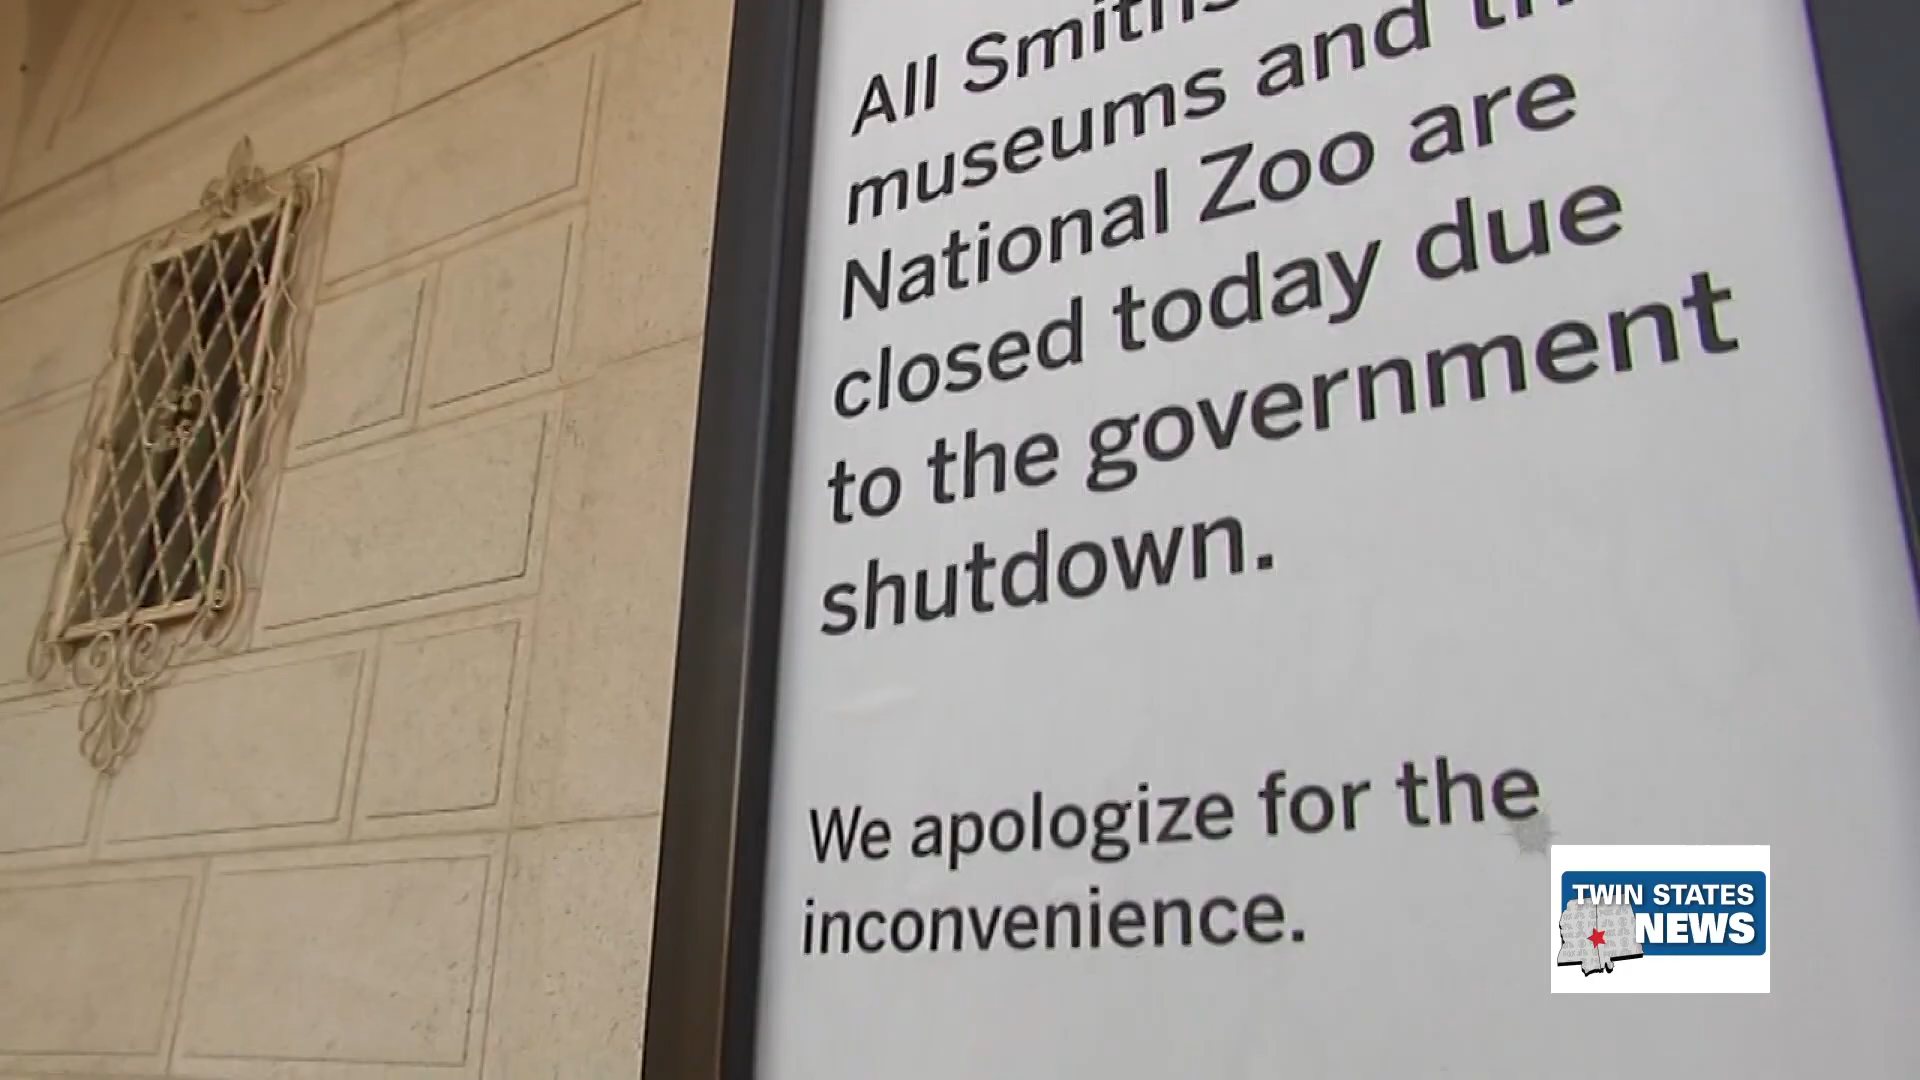 All
museums and
National Zoo are
closed today due
to the government
shutdown.
We apologize for the
inconvenience.
TWIN STATES
NEWS